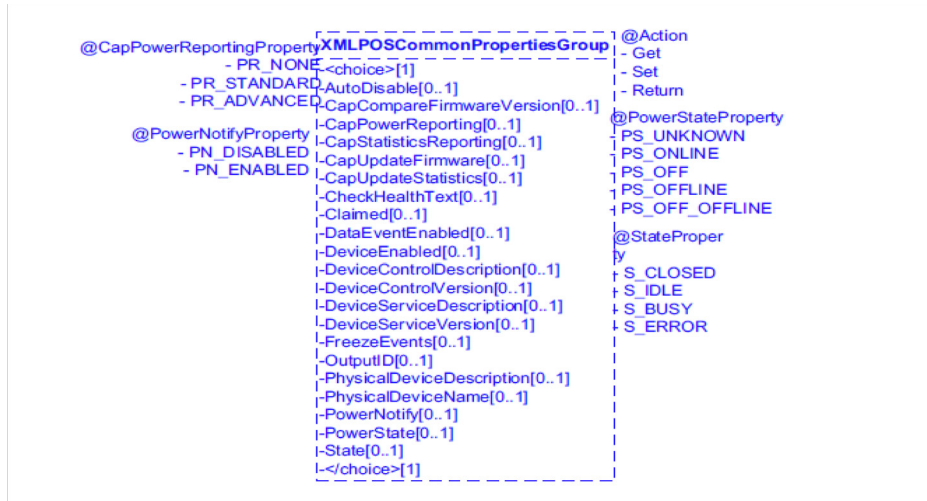 @CapPowerReportingProperty
- PR_NONE
- PR_STANDARD
- PR_ADVANCED
@PowerNotifyProperty
- PN_DISABLED
- PN_ENABLED
XMLPOSCommonPropertiesGroup
-<choice>[1]
-AutoDisable[0..1]
-CapCompareFirmwareVersion[0..1]
-CapPowerReporting[0..1]
-CapStatisticsReporting[0..1]
-CapUpdateFirmware[0..1]
-CapUpdateStatistics[0..1]
-CheckHealthText[0..1]
-Claimed[0..1]
-DataEventEnabled[0..1]
-DeviceEnabled[0..1]
-DeviceControlDescription[0..1]
-DeviceControlVersion[0..1]
-DeviceServiceDescription[0..1]
-DeviceServiceVersion[0..1]
-FreezeEvents[0..1]
-OutputID[0..1]
-PhysicalDeviceDescription[0..1]
-PhysicalDeviceName[0..1]
-PowerNotify[0..1]
-PowerState[0..1]
-State[0..1]
-</choice>[1]
@Action
- Get
- Set
- Return
@PowerStateProperty
- PS_UNKNOWN
- PS_ONLINE
- PS_OFF
- PS_OFFLINE
- PS_OFF_OFFLINE
@StateProper
ty
- S_CLOSED
- S_IDLE
- S_BUSY
- S_ERROR